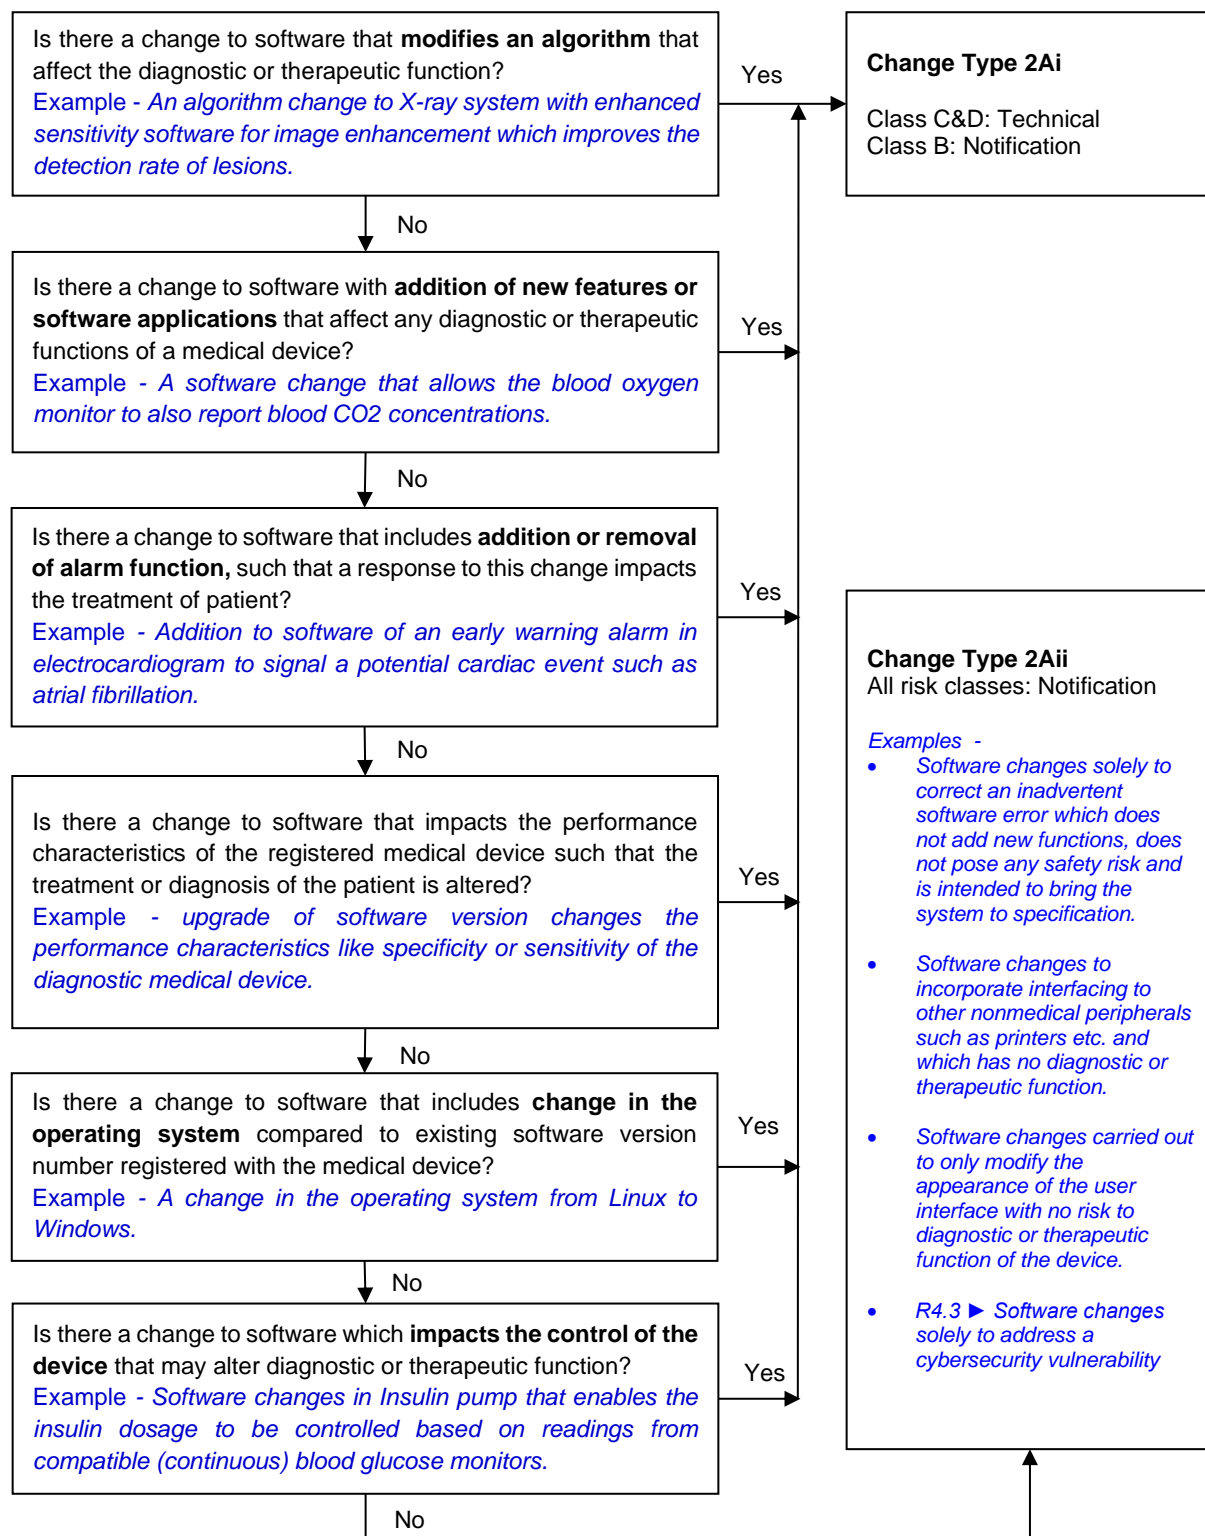 Is there a change to software that modifies an algorithm that
affect the diagnostic or therapeutic function?
Example - An algorithm change to X-ray system with enhanced
sensitivity software for image enhancement which improves the
detection rate of lesions.
Yes
Change Type 2Ai
Class C&D: Technical
Class B: Notification
No
Is there a change to software with addition of new features or
software applications that affect any diagnostic or therapeutic
functions of a medical device?
Example - A software change that allows the blood oxygen
monitor to also report blood CO2 concentrations.
Yes
No
Is there a change to software that includes addition or removal
of alarm function, such that a response to this change impacts
the treatment of patient?
Example - Addition to software of an early warning alarm in
electrocardiogram to signal a potential cardiac event such as
atrial fibrillation.
Yes
No
Is there a change to software that impacts the performance
characteristics of the registered medical device such that the
treatment or diagnosis of the patient is altered?
Example - upgrade of software version changes the
performance characteristics like specificity or sensitivity of the
diagnostic medical device.
Yes
No
Is there a change to software that includes change in the
operating system compared to existing software version
number registered with the medical device?
Example - A change in the operating system from Linux to
Windows.
Yes
No
Is there a change to software which impacts the control of the
device that may alter diagnostic or therapeutic function?
Example - Software changes in Insulin pump that enables the
insulin dosage to be controlled based on readings from
compatible (continuous) blood glucose monitors.
Yes
No
Change Type 2Aii
All risk classes: Notification
Examples -
• Software changes solely to
correct an inadvertent
software error which does
not add new functions, does
not pose any safety risk and
is intended to bring the
system to specification.
• Software changes to
incorporate interfacing to
other nonmedical peripherals
such as printers etc. and
which has no diagnostic or
therapeutic function.
• Software changes carried out
to only modify the
appearance of the user
interface with no risk to
diagnostic or therapeutic
function of the device.
• R4.3 ► Software changes
solely to address a
cybersecurity vulnerability